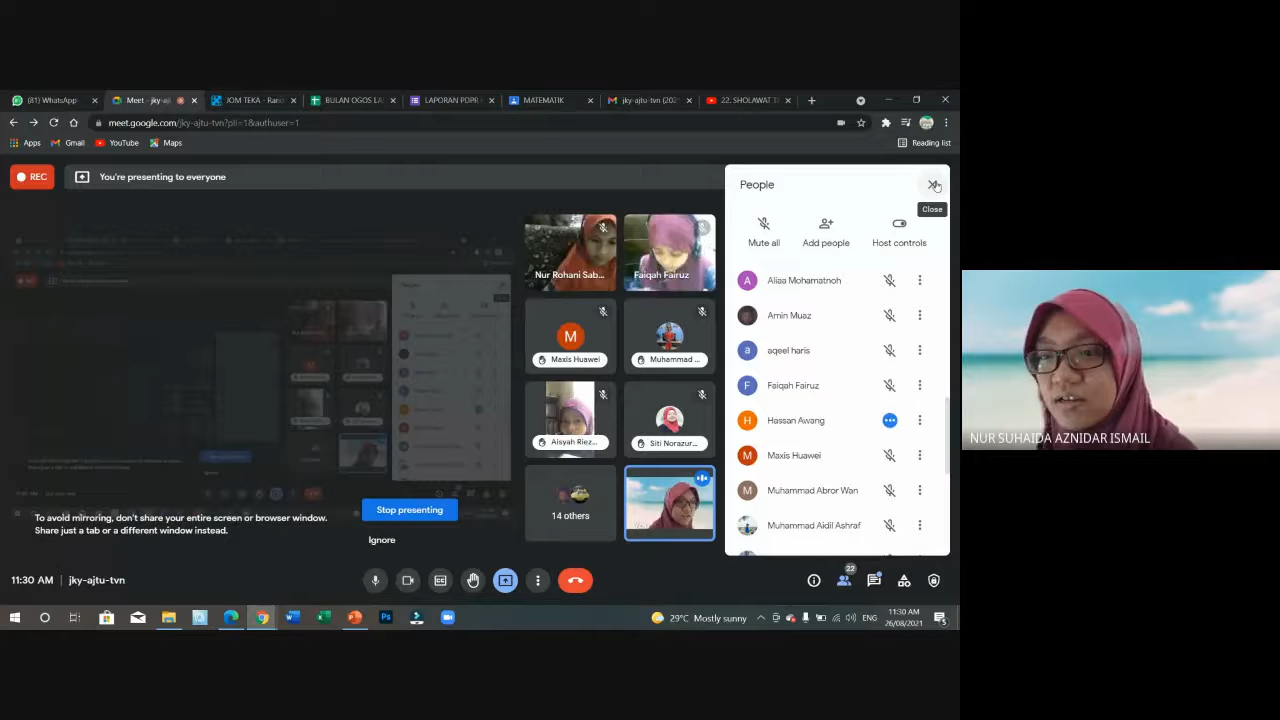 (81) WhatsApp
Meet - jky-aj
JOM TEKA - Ran
BULAN OGOS LA
LAPORAN PDPR
MATEMATIK
jky-ajtu-tvn (202
22. SHOLAWAT T
meet.google.com/jky-ajtu-tvn?pli=1&authuser=1
Apps
Gmail
YouTube
Maps
Reading list
REC
You're presenting to everyone
People
Close
Mute all
Add people
Host controls
Nur Rohani Sab...
Faiqah Fairuz
M
Maxis Huawei
Muhammad ...
Aisyah Riez...
Siti Norazur...
14 others
A
Aliaa Mohamatnoh
Amin Muaz
a
aqeel haris
F
Faiqah Fairuz
H
Hassan Awang
M
Maxis Huawei
M
Muhammad Abror Wan
Muhammad Aidil Ashraf
To avoid mirroring, don't share your entire screen or browser window.
Share just a tab or a different window instead.
Stop presenting
Ignore
11:30 AM | jky-ajtu-tvn
22
29°C Mostly sunny
ENG
11:30 AM
26/08/2021
NUR SUHAIDA AZNIDAR ISMAIL